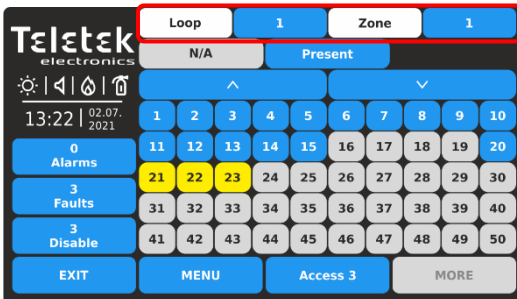 Teletek
electronics
13:22 | 02.07.
2021
0
Alarms
3
Faults
3
Disable
EXIT
Loop 1 Zone 1
N/A Present
1 2 3 4 5 6 7 8 9 10
11 12 13 14 15 16 17 18 19 20
21 22 23 24 25 26 27 28 29 30
31 32 33 34 35 36 37 38 39 40
41 42 43 44 45 46 47 48 49 50
MENU Access 3 MORE